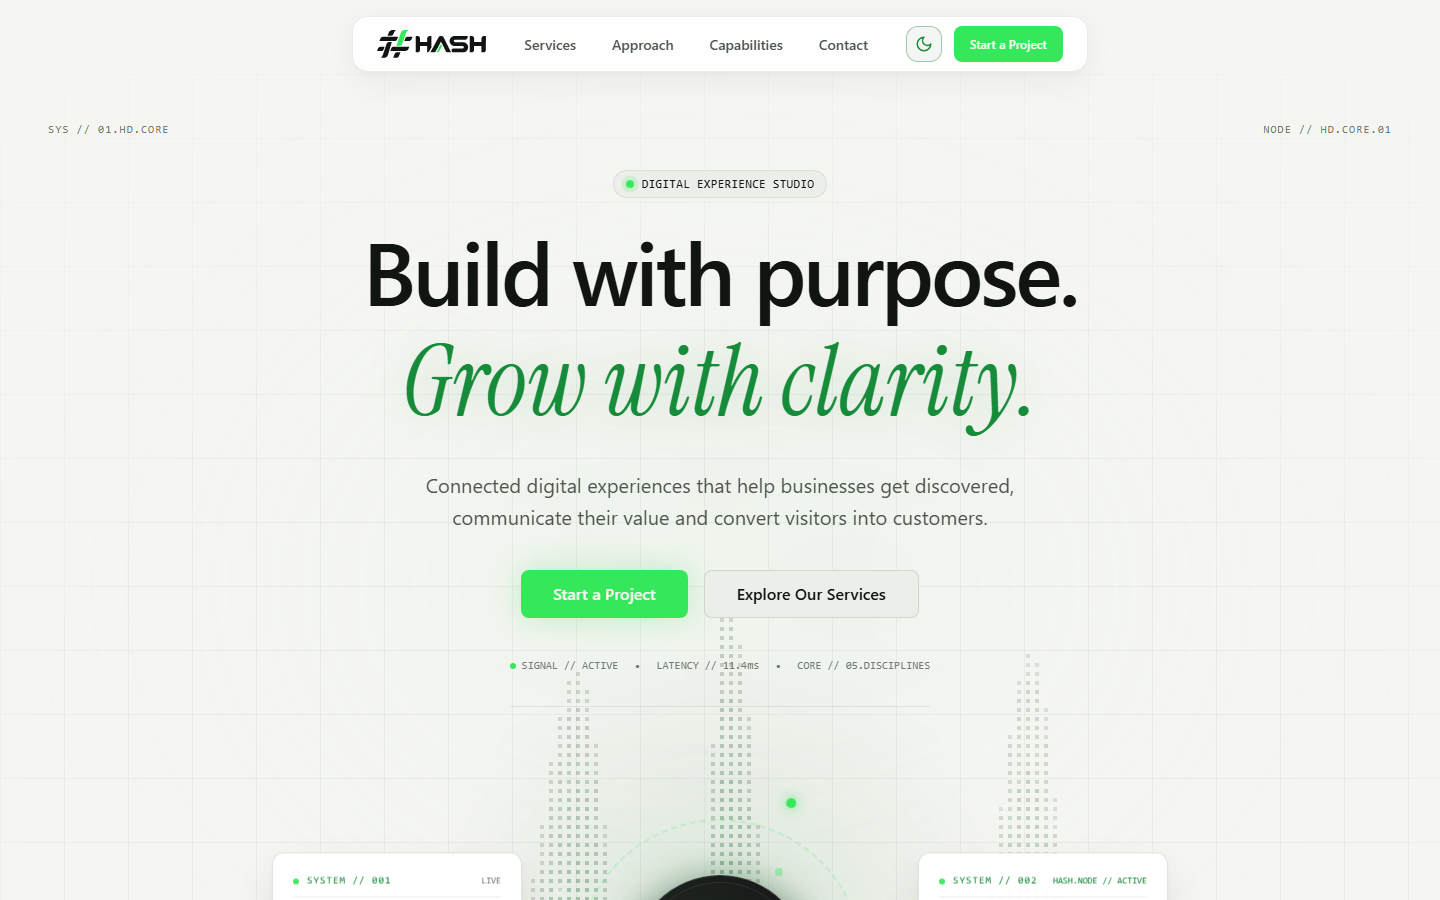 #HASH
Services
Approach
Capabilities
Contact
Start a Project
SYS // 01.HD.CORE
NODE // HD.CORE.01
DIGITAL EXPERIENCE STUDIO
Build with purpose.
Grow with clarity.
Connected digital experiences that help businesses get discovered,
communicate their value and convert visitors into customers.
Start a Project
Explore Our Services
SIGNAL // ACTIVE • LATENCY // 11.4ms • CORE // 05.DISCIPLINES
SYSTEM // 001
LIVE
SYSTEM // 002
HASH.NODE // ACTIVE